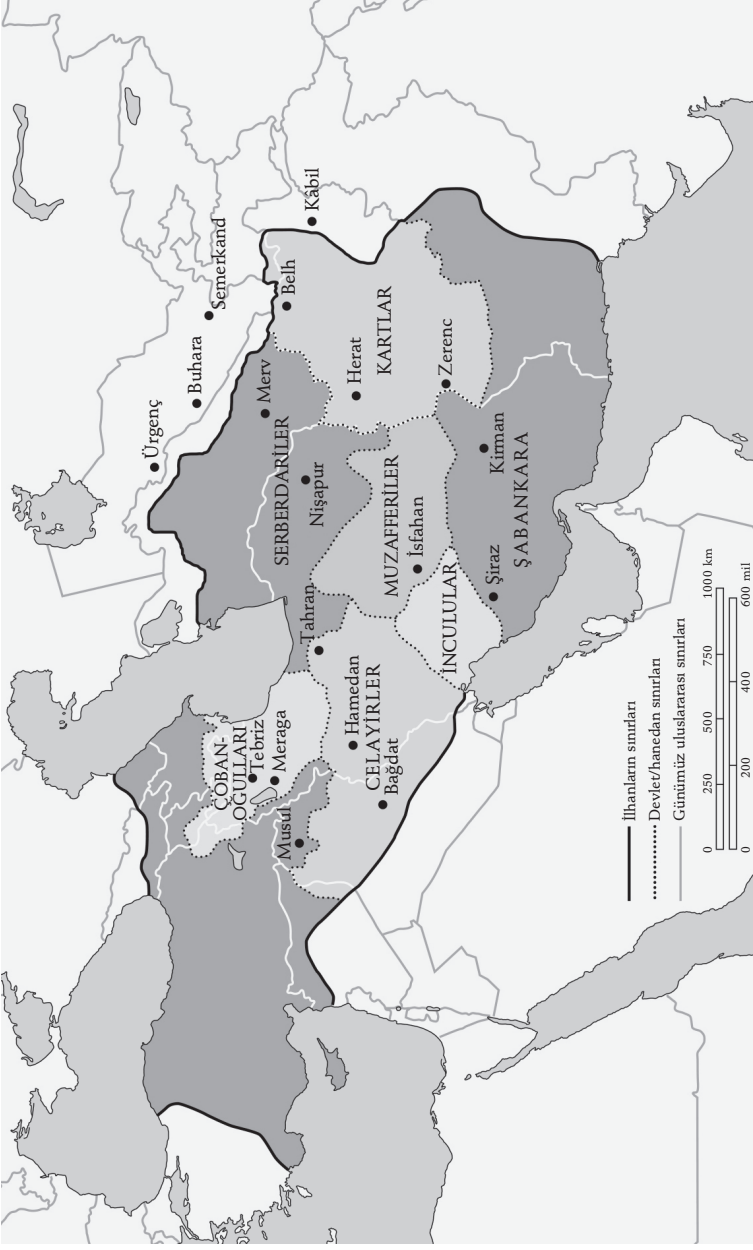 Ürgenç
Buhara
Semerkand
Kâbil
Merv
Belh
SERBERDARİLER
Nişapur
Herat
KARTLAR
Zerenc
Tahran
MUZAFFERİLER
İsfahan
Kirman
ŞABANKARA
Şiraz
İNCULULAR
ÇOBAN-
OĞULLARI
Tebriz
Meraga
Hamedan
CELAYİRLER
Bağdat
Musul
İlhanların sınırları
Devlet/hanedan sınırları
Günümüz uluslararası sınırları
0 250 500 750 1000 km
0 200 400 600 mil